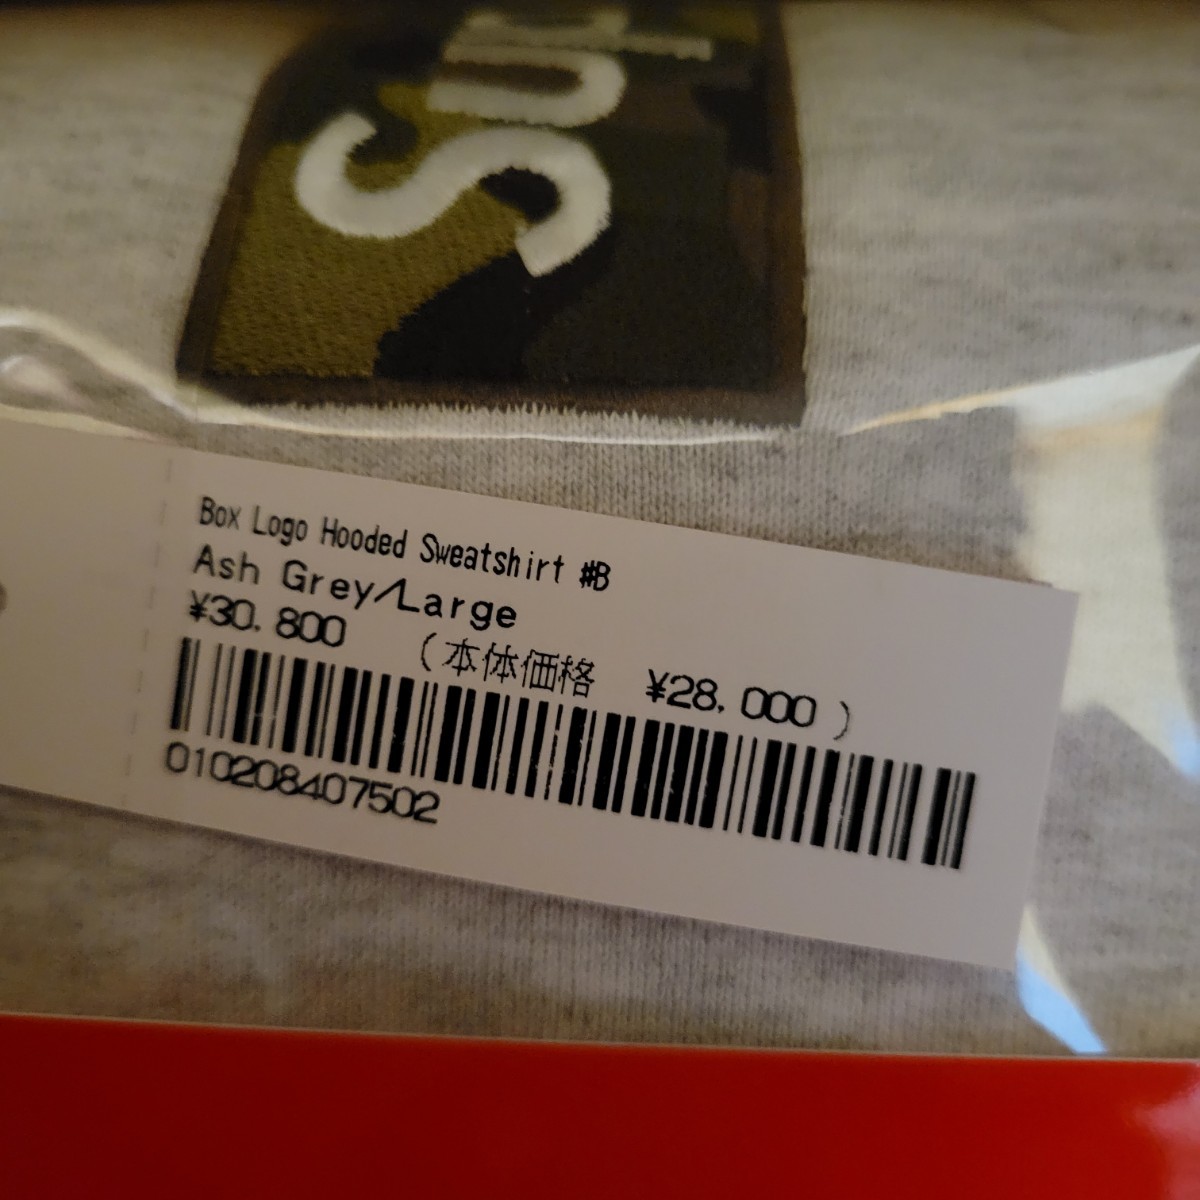 Sup
Box Logo Hooded Sweatshirt #B
Ash Grey/Large
¥30,800 (本体価格 ¥28,000)
010208407502